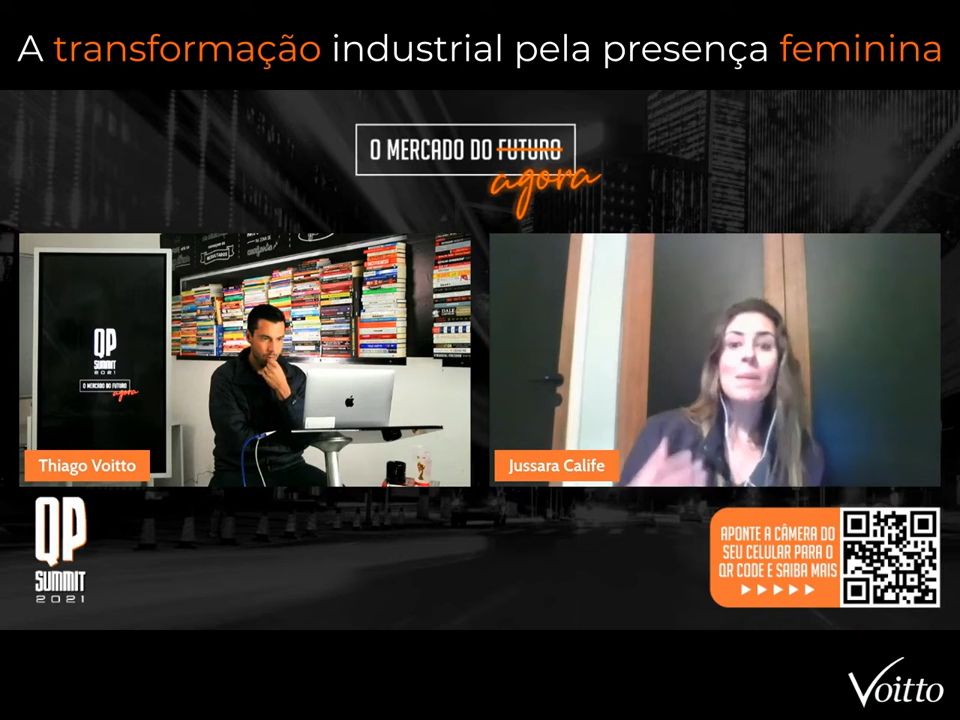 A transformação industrial pela presença feminina
O MERCADO DO FUTURO
agora
QP
SUMMIT
2021
O MERCADO DO FUTURO
agora
Thiago Voitto
Jussara Calife
QP
SUMMIT
2021
APONTE A CÂMERA DO
SEU CELULAR PARA O
QR CODE E SAIBA MAIS
Voitto